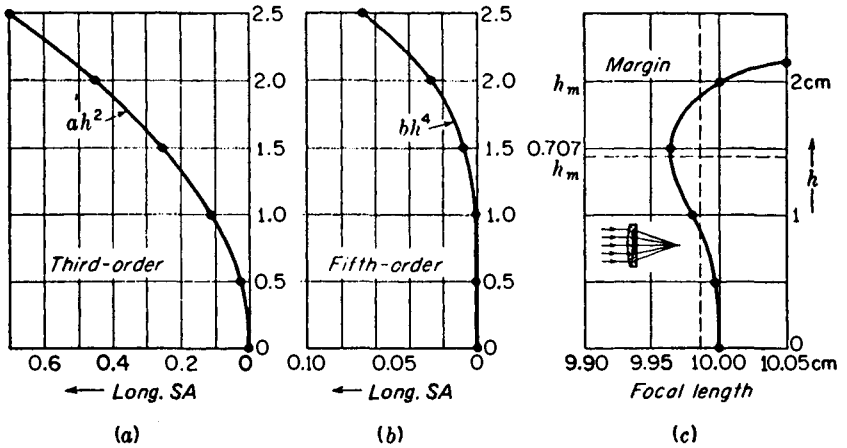 2.5
2.0
1.5
1.0
0.5
0
ah²
Third-order
0.6
0.4
0.2
0
← Long. SA
(a)
2.5
2.0
1.5
1.0
0.5
0
bh⁴
Fifth-order
0.10
0.05
0
← Long. SA
(b)
Margin
hₘ
2cm
0.707
hₘ
h
1
9.90
9.95
10.00
10.05cm
Focal length
(c)